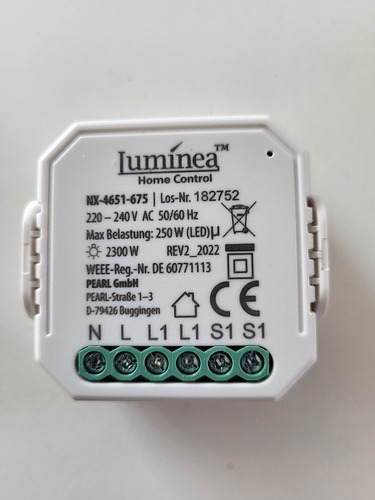 Luminea™
Home Control
NX-4651-675 | Los-Nr. 182752
220 – 240 V AC 50/60 Hz
Max Belastung: 250 W (LED) µ
2300 W REV2_2022
WEEE-Reg.-Nr. DE 60771113
PEARL GmbH
PEARL-Straße 1–3
D-79426 Buggingen
CE
N L L1 L1 S1 S1